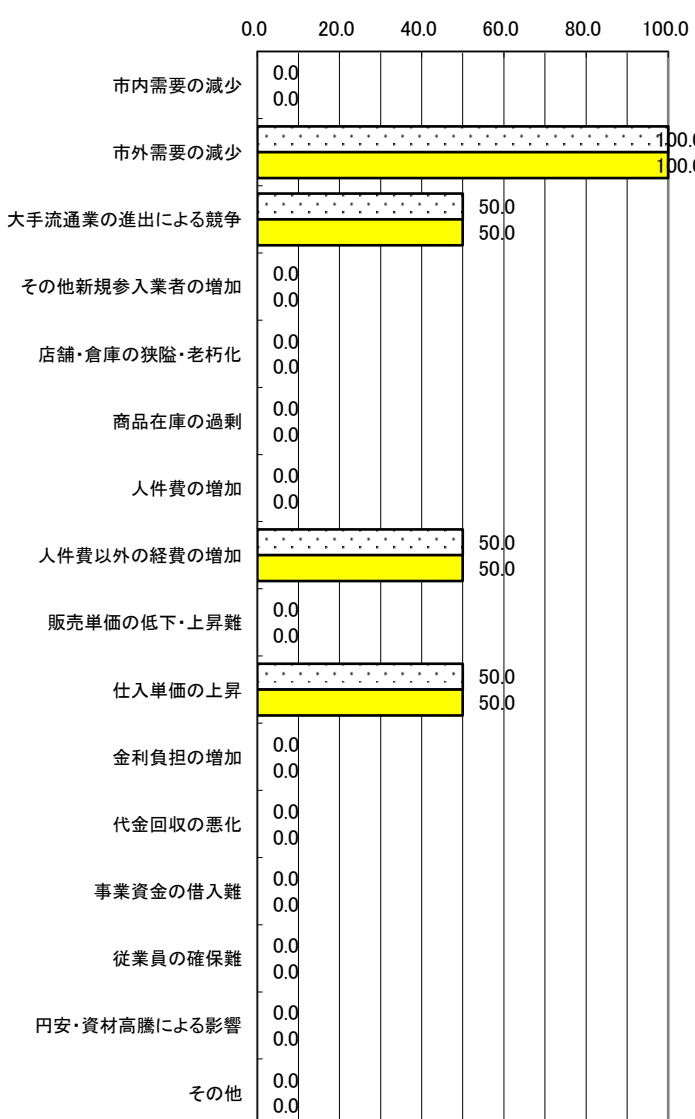 0.0 20.0 40.0 60.0 80.0 100.0
市内需要の減少 0.0
0.0
市外需要の減少 100.0
100.0
大手流通業の進出による競争 50.0
50.0
その他新規参入業者の増加 0.0
0.0
店舗・倉庫の狭隘・老朽化 0.0
0.0
商品在庫の過剰 0.0
0.0
人件費の増加 0.0
0.0
人件費以外の経費の増加 50.0
50.0
販売単価の低下・上昇難 0.0
0.0
仕入単価の上昇 50.0
50.0
金利負担の増加 0.0
0.0
代金回収の悪化 0.0
0.0
事業資金の借入難 0.0
0.0
従業員の確保難 0.0
0.0
円安・資材高騰による影響 0.0
0.0
その他 0.0
0.0